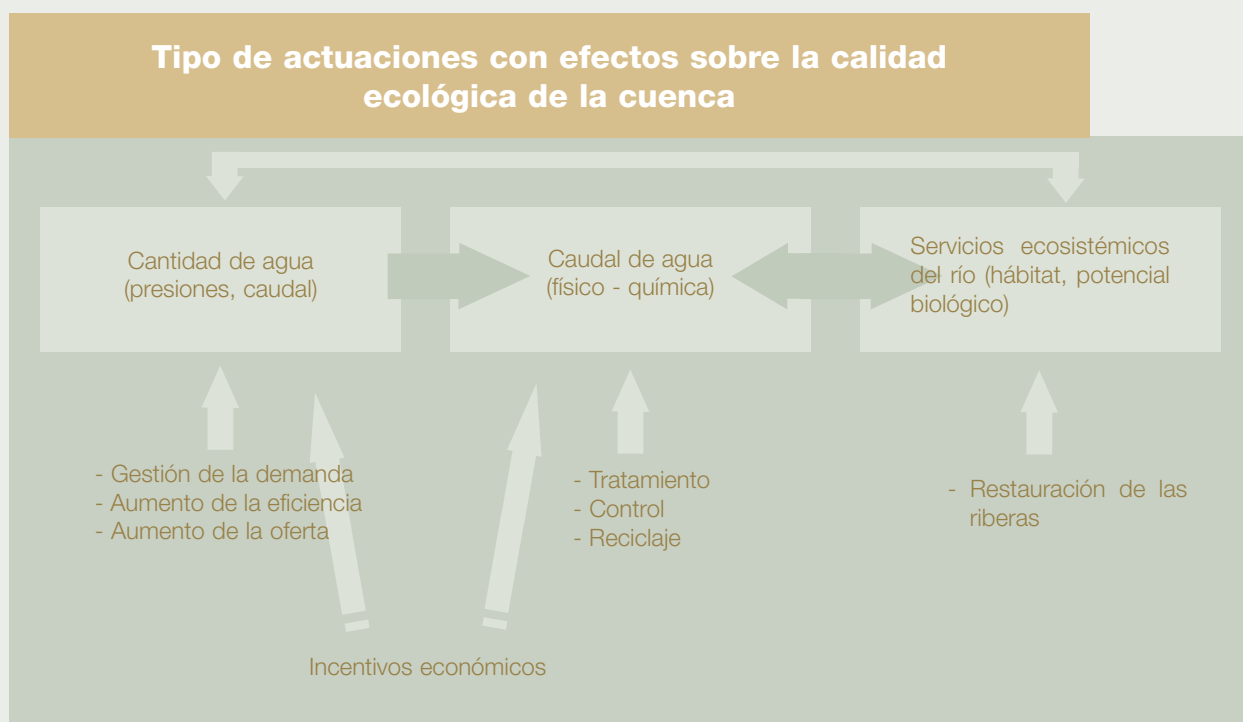 Tipo de actuaciones con efectos sobre la calidad
ecológica de la cuenca
Cantidad de agua
(presiones, caudal)
Caudal de agua
(físico - química)
Servicios ecosistémicos
del río (hábitat, potencial
biológico)
- Gestión de la demanda
- Aumento de la eficiencia
- Aumento de la oferta
- Tratamiento
- Control
- Reciclaje
- Restauración de las
riberas
Incentivos económicos